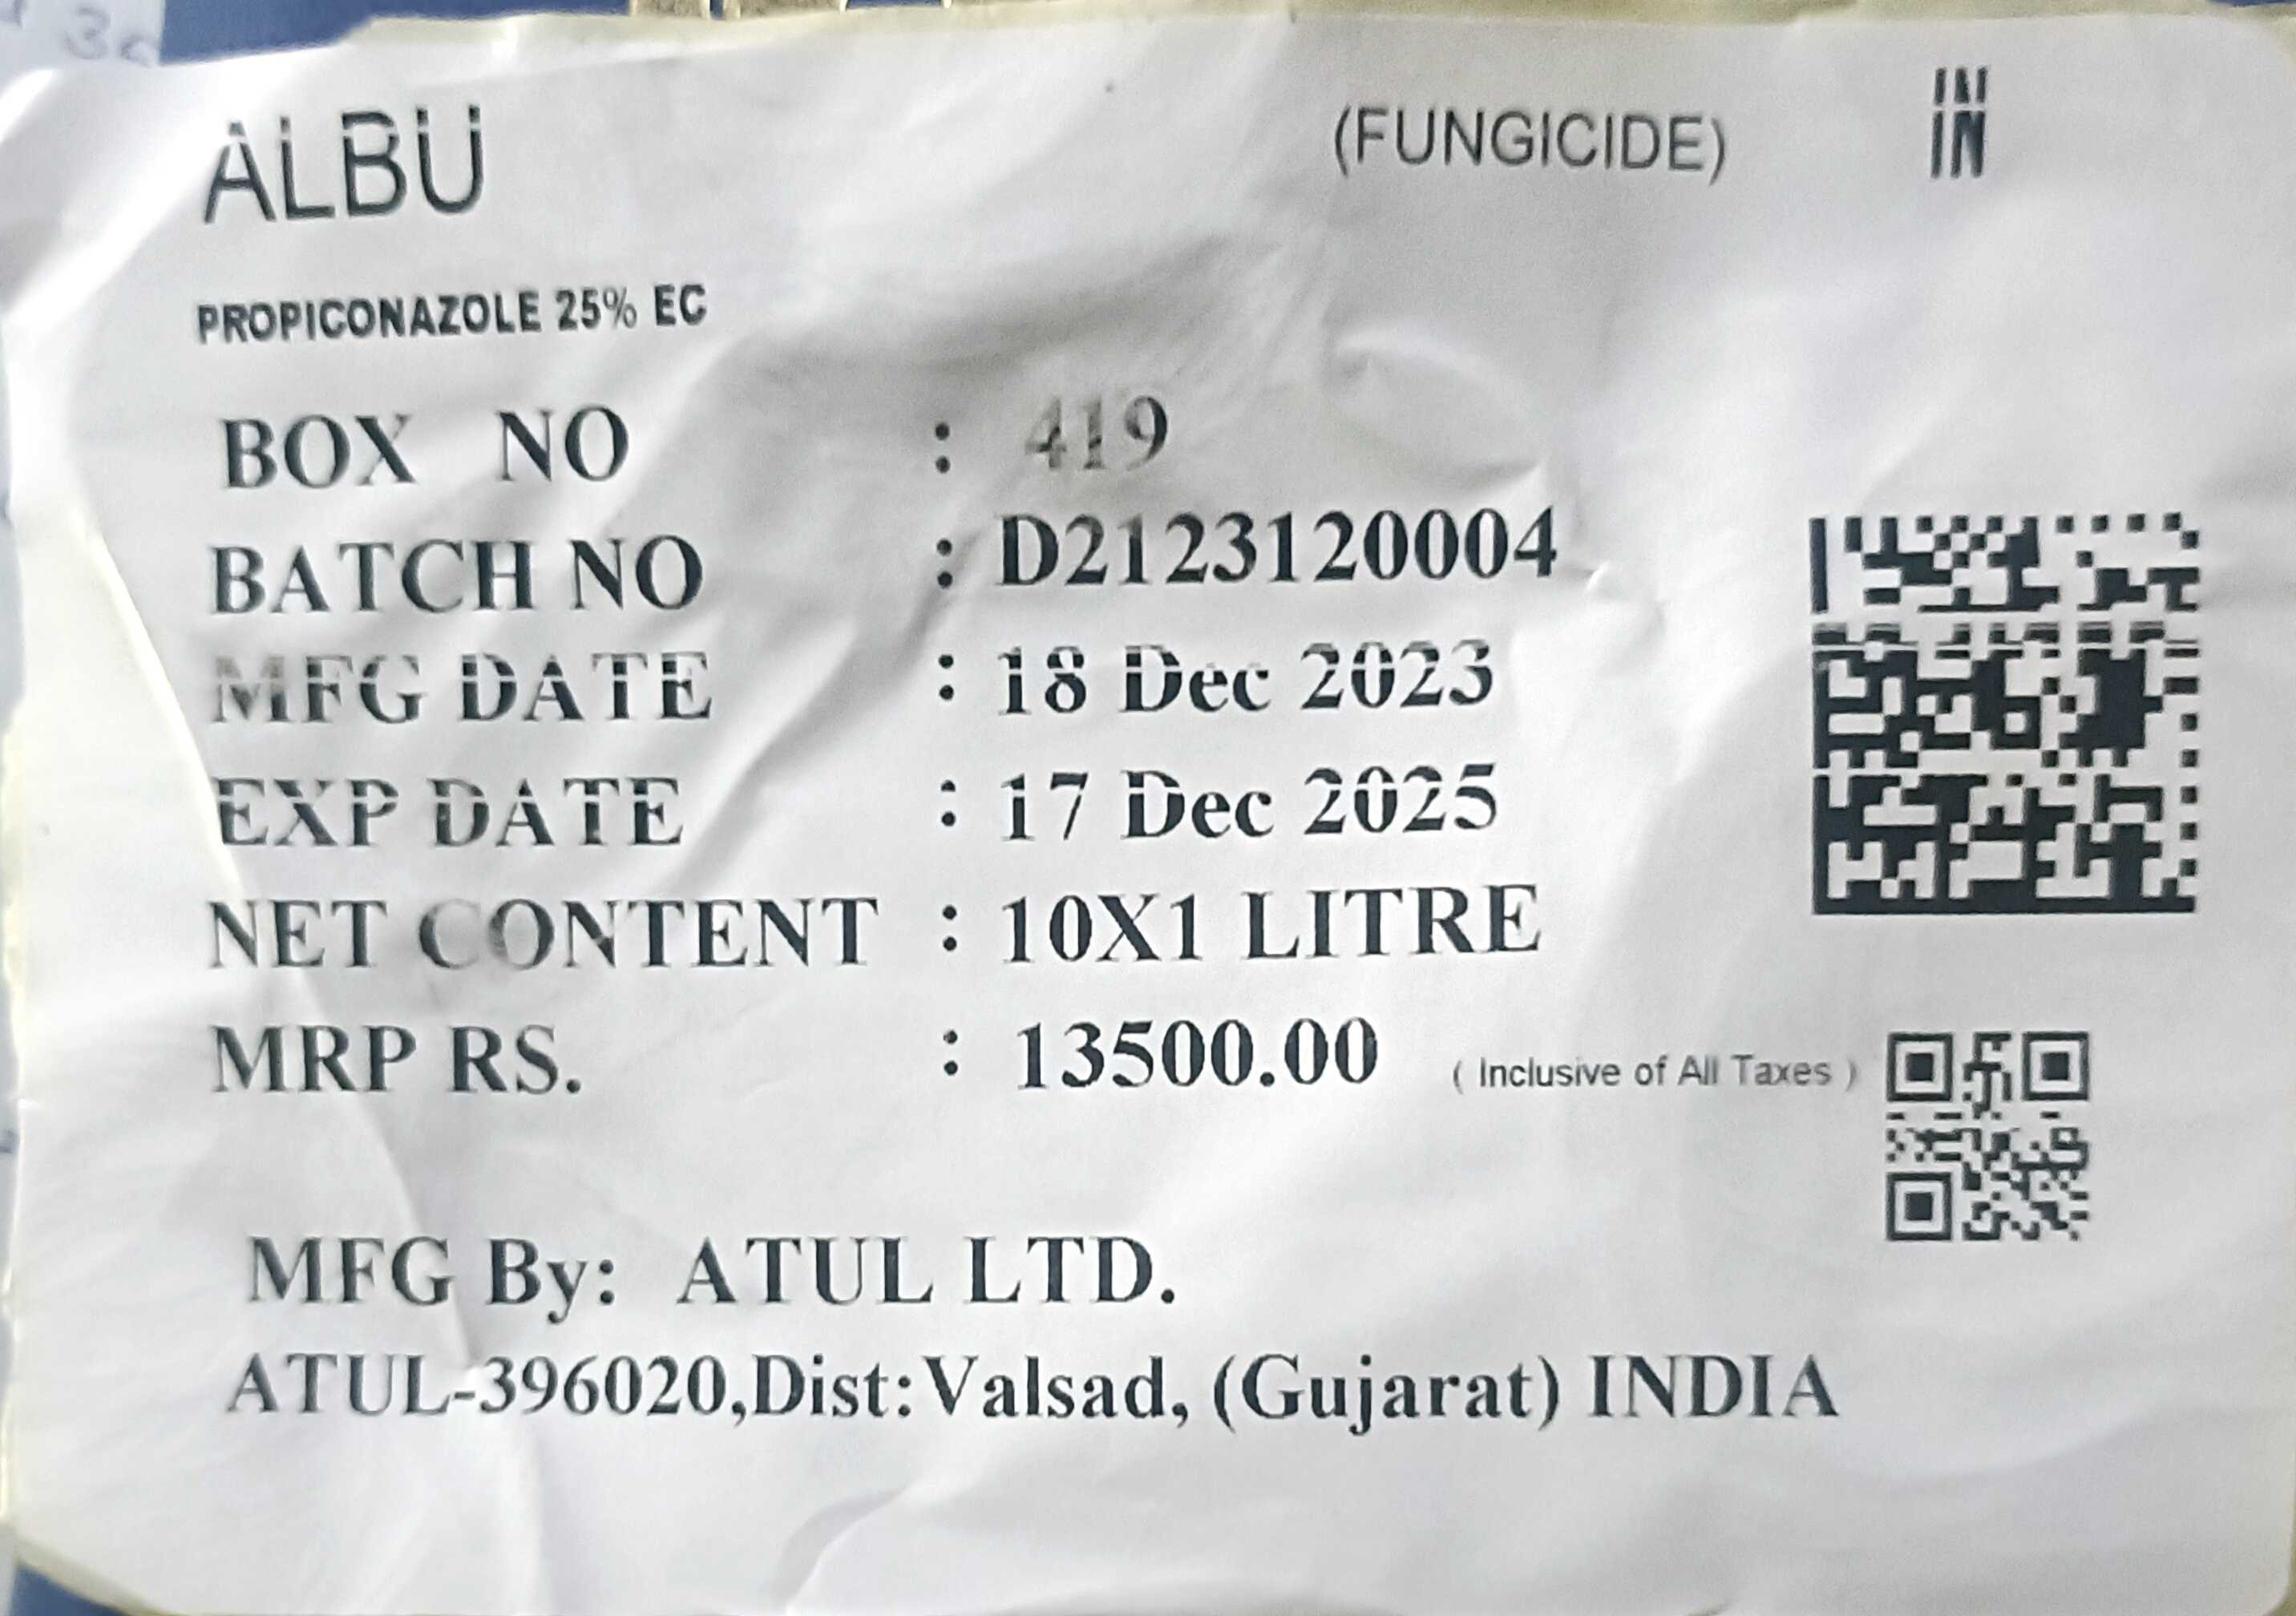 ALBU (FUNGICIDE) IN
IN
PROPICONAZOLE 25% EC
BOX NO : 419
BATCH NO : D2123120004
MFG DATE : 18 Dec 2023
EXP DATE : 17 Dec 2025
NET CONTENT : 10X1 LITRE
MRP RS. : 13500.00 ( Inclusive of All Taxes )
MFG By: ATUL LTD.
ATUL-396020,Dist:Valsad, (Gujarat) INDIA